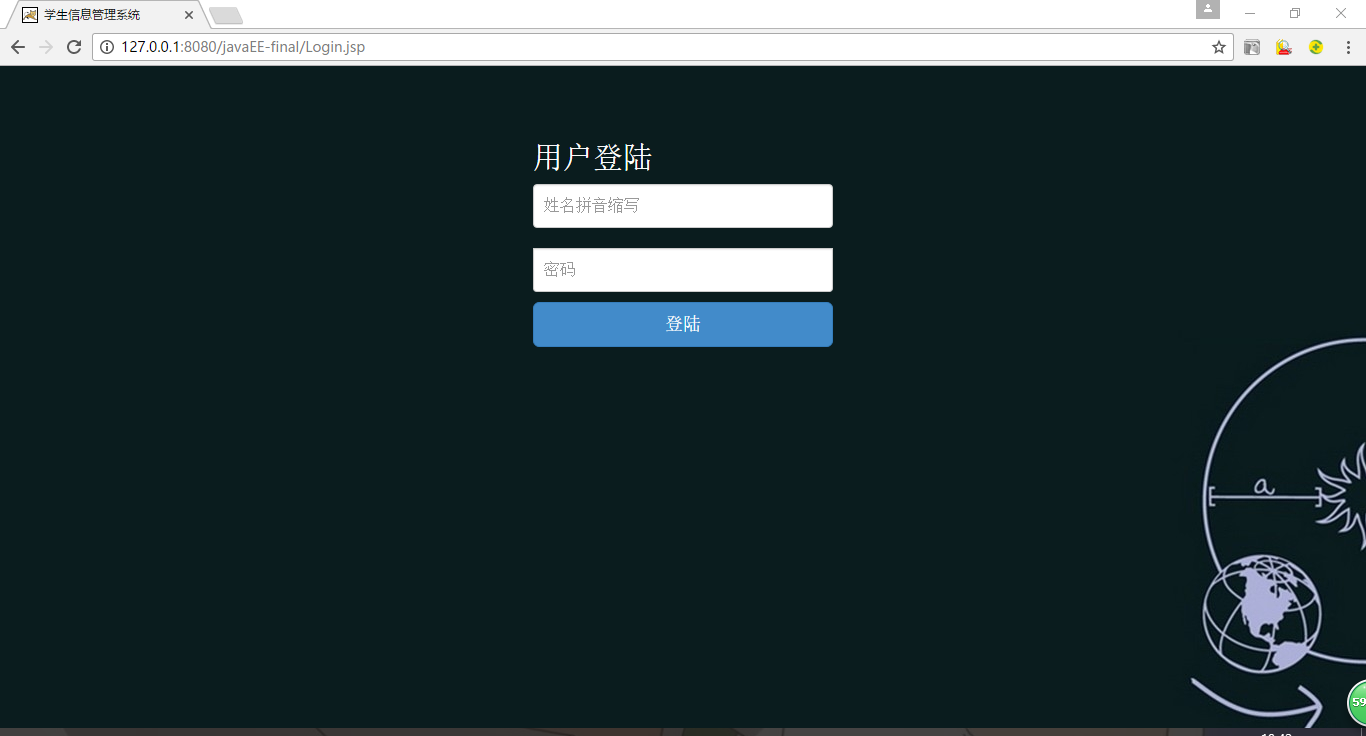 学生信息管理系统
127.0.0.1:8080/javaEE-final/Login.jsp
用户登陆
姓名拼音缩写
密码
登陆
a
59